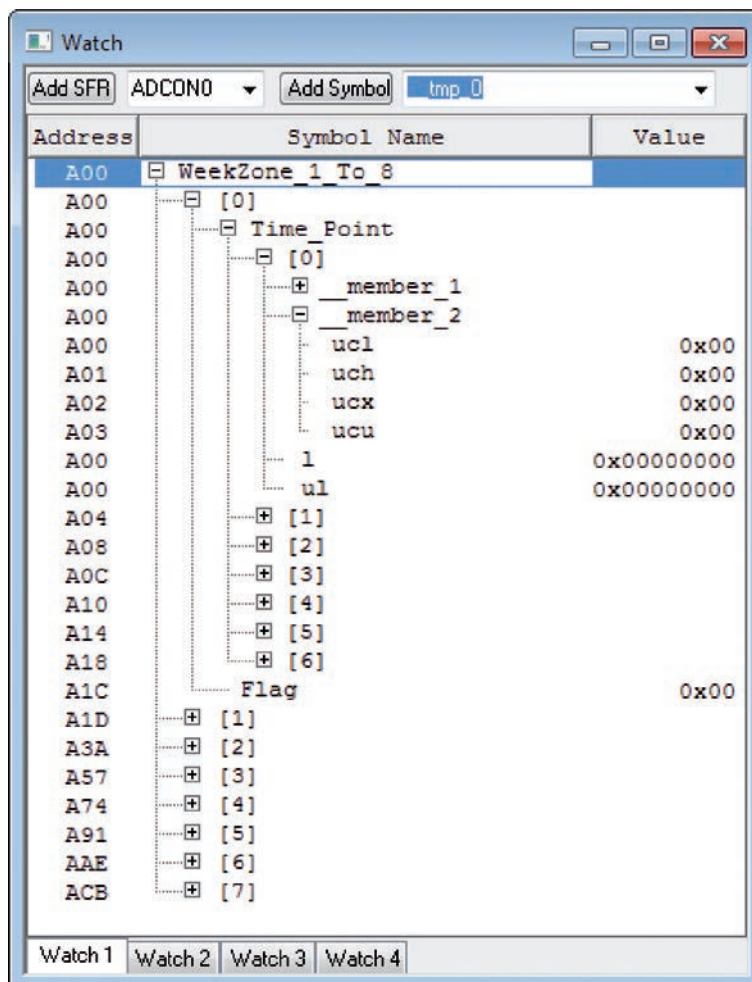 Watch
Add SFR ADCON0 Add Symbol __tmp_0
Address Symbol Name Value
A00 WeekZone_1_To_8
A00 [0]
A00 Time_Point
A00 [0]
A00 __member_1
A00 __member_2
A00 ucl 0x00
A01 uch 0x00
A02 ucx 0x00
A03 ucu 0x00
A00 l 0x00000000
A00 ul 0x00000000
A04 [1]
A08 [2]
A0C [3]
A10 [4]
A14 [5]
A18 [6]
A1C Flag 0x00
A1D [1]
A3A [2]
A57 [3]
A74 [4]
A91 [5]
AAE [6]
ACB [7]
Watch 1 Watch 2 Watch 3 Watch 4